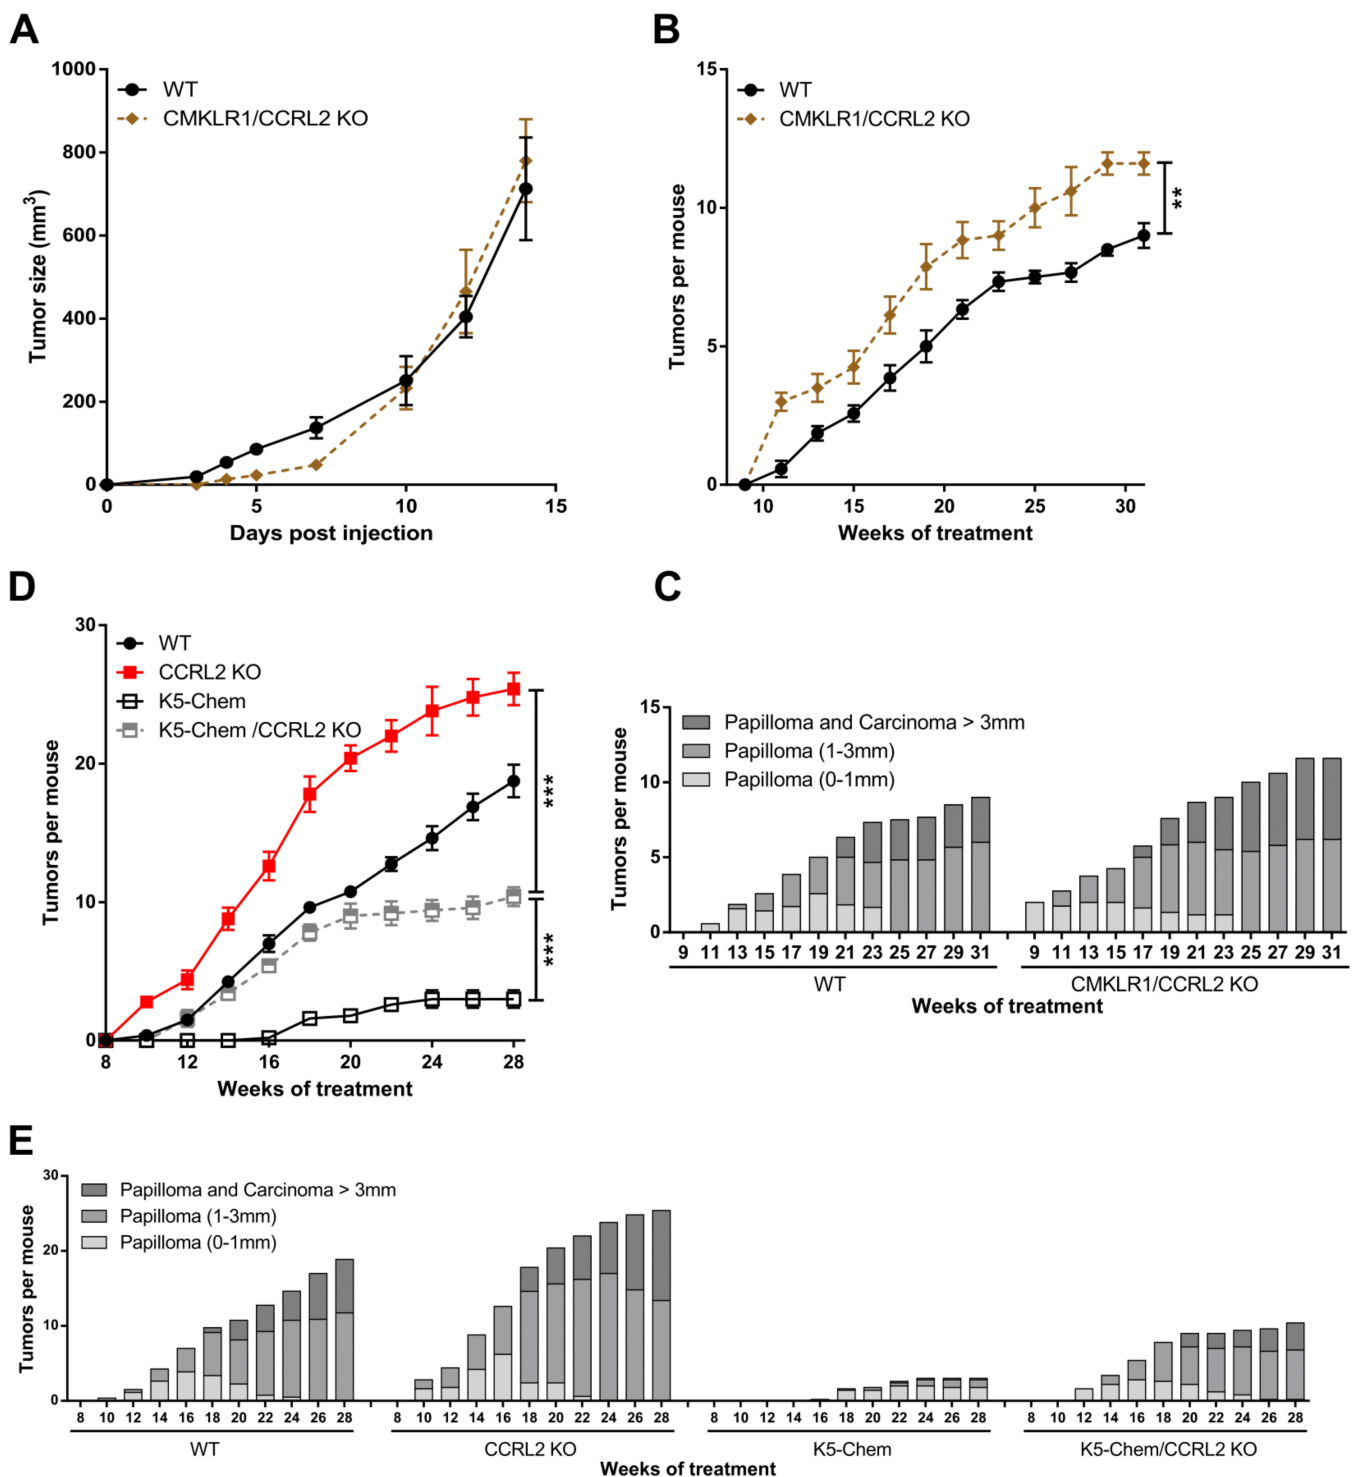 A
1000
800
600
400
200
0
Tumor size (mm³)
WT
CMKLR1/CCRL2 KO
0 5 10 15
Days post injection
B
15
10
5
0
Tumors per mouse
WT
CMKLR1/CCRL2 KO
**
10 15 20 25 30
Weeks of treatment
D
30
20
10
0
Tumors per mouse
WT
CCRL2 KO
K5-Chem
K5-Chem /CCRL2 KO
***
***
8 12 16 20 24 28
Weeks of treatment
C
15
10
5
0
Tumors per mouse
Papilloma and Carcinoma > 3mm
Papilloma (1-3mm)
Papilloma (0-1mm)
9 11 13 15 17 19 21 23 25 27 29 31 9 11 13 15 17 19 21 23 25 27 29 31
WT CMKLR1/CCRL2 KO
Weeks of treatment
E
30
20
10
0
Tumors per mouse
Papilloma and Carcinoma > 3mm
Papilloma (1-3mm)
Papilloma (0-1mm)
8 10 12 14 16 18 20 22 24 26 28 8 10 12 14 16 18 20 22 24 26 28 8 10 12 14 16 18 20 22 24 26 28 8 10 12 14 16 18 20 22 24 26 28
WT CCRL2 KO K5-Chem K5-Chem/CCRL2 KO
Weeks of treatment